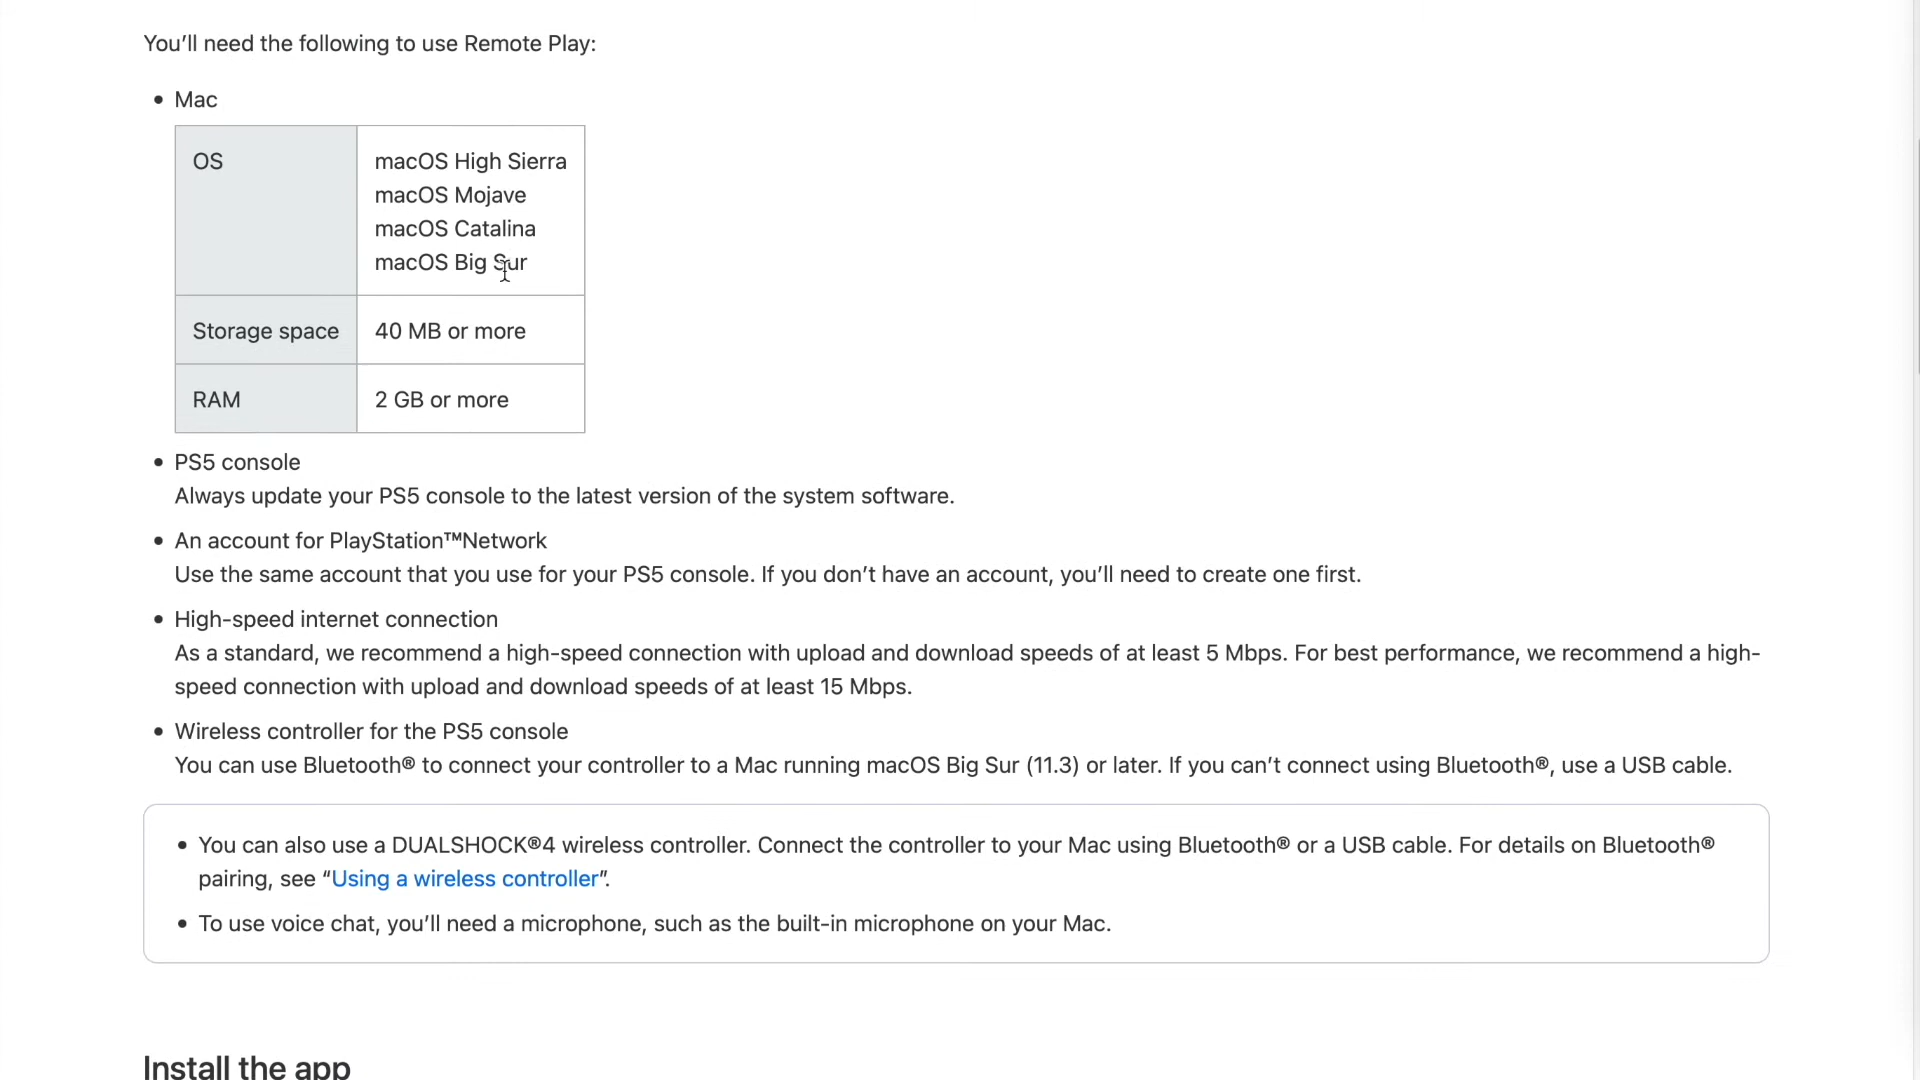 You’ll need the following to use Remote Play:
• Mac
OS
macOS High Sierra
macOS Mojave
macOS Catalina
macOS Big Sur
Storage space
40 MB or more
RAM
2 GB or more
• PS5 console
Always update your PS5 console to the latest version of the system software.
• An account for PlayStation™Network
Use the same account that you use for your PS5 console. If you don’t have an account, you’ll need to create one first.
• High-speed internet connection
As a standard, we recommend a high-speed connection with upload and download speeds of at least 5 Mbps. For best performance, we recommend a high-
speed connection with upload and download speeds of at least 15 Mbps.
• Wireless controller for the PS5 console
You can use Bluetooth® to connect your controller to a Mac running macOS Big Sur (11.3) or later. If you can’t connect using Bluetooth®, use a USB cable.
• You can also use a DUALSHOCK®4 wireless controller. Connect the controller to your Mac using Bluetooth® or a USB cable. For details on Bluetooth®
pairing, see “Using a wireless controller”.
• To use voice chat, you’ll need a microphone, such as the built-in microphone on your Mac.
Install the app